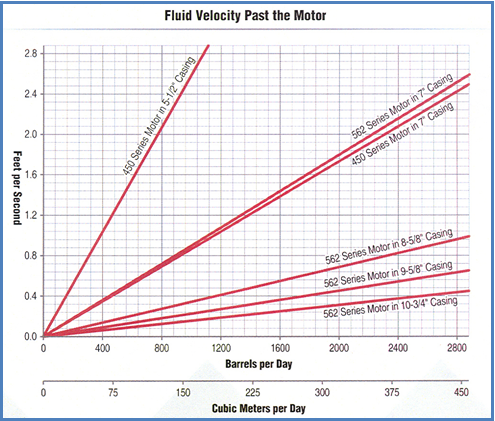 Fluid Velocity Past the Motor
2.8
2.4
2.0
1.6
1.2
0.8
0.4
0.0
Feet per Second
450 Series Motor in 5-1/2" Casing
562 Series Motor in 7" Casing
450 Series Motor in 7" Casing
562 Series Motor in 8-5/8" Casing
562 Series Motor in 9-5/8" Casing
562 Series Motor in 10-3/4" Casing
0 400 800 1200 1600 2000 2400 2800
Barrels per Day
0 75 150 225 300 375 450
Cubic Meters per Day